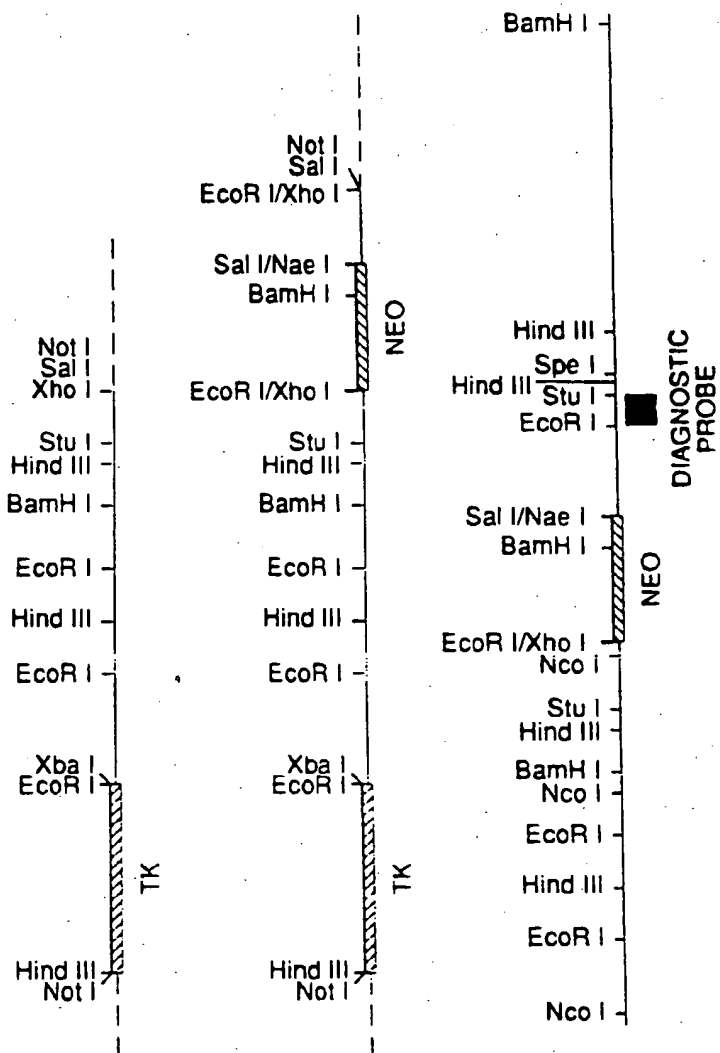 Not I
Sal I
Xho I
Stu I
Hind III
BamH I
EcoR I
Hind III
EcoR I
Xba I
EcoR I
TK
Hind III
Not I
Not I
Sal I
EcoR I/Xho I
Sal I/Nae I
BamH I
NEO
EcoR I/Xho I
Stu I
Hind III
BamH I
EcoR I
Hind III
EcoR I
Xba I
EcoR I
TK
Hind III
Not I
BamH I
Hind III
Spe I
Hind III
Stu I
EcoR I
DIAGNOSTIC
PROBE
Sal I/Nae I
BamH I
NEO
EcoR I/Xho I
Nco I
Stu I
Hind III
BamH I
Nco I
EcoR I
Hind III
EcoR I
Nco I